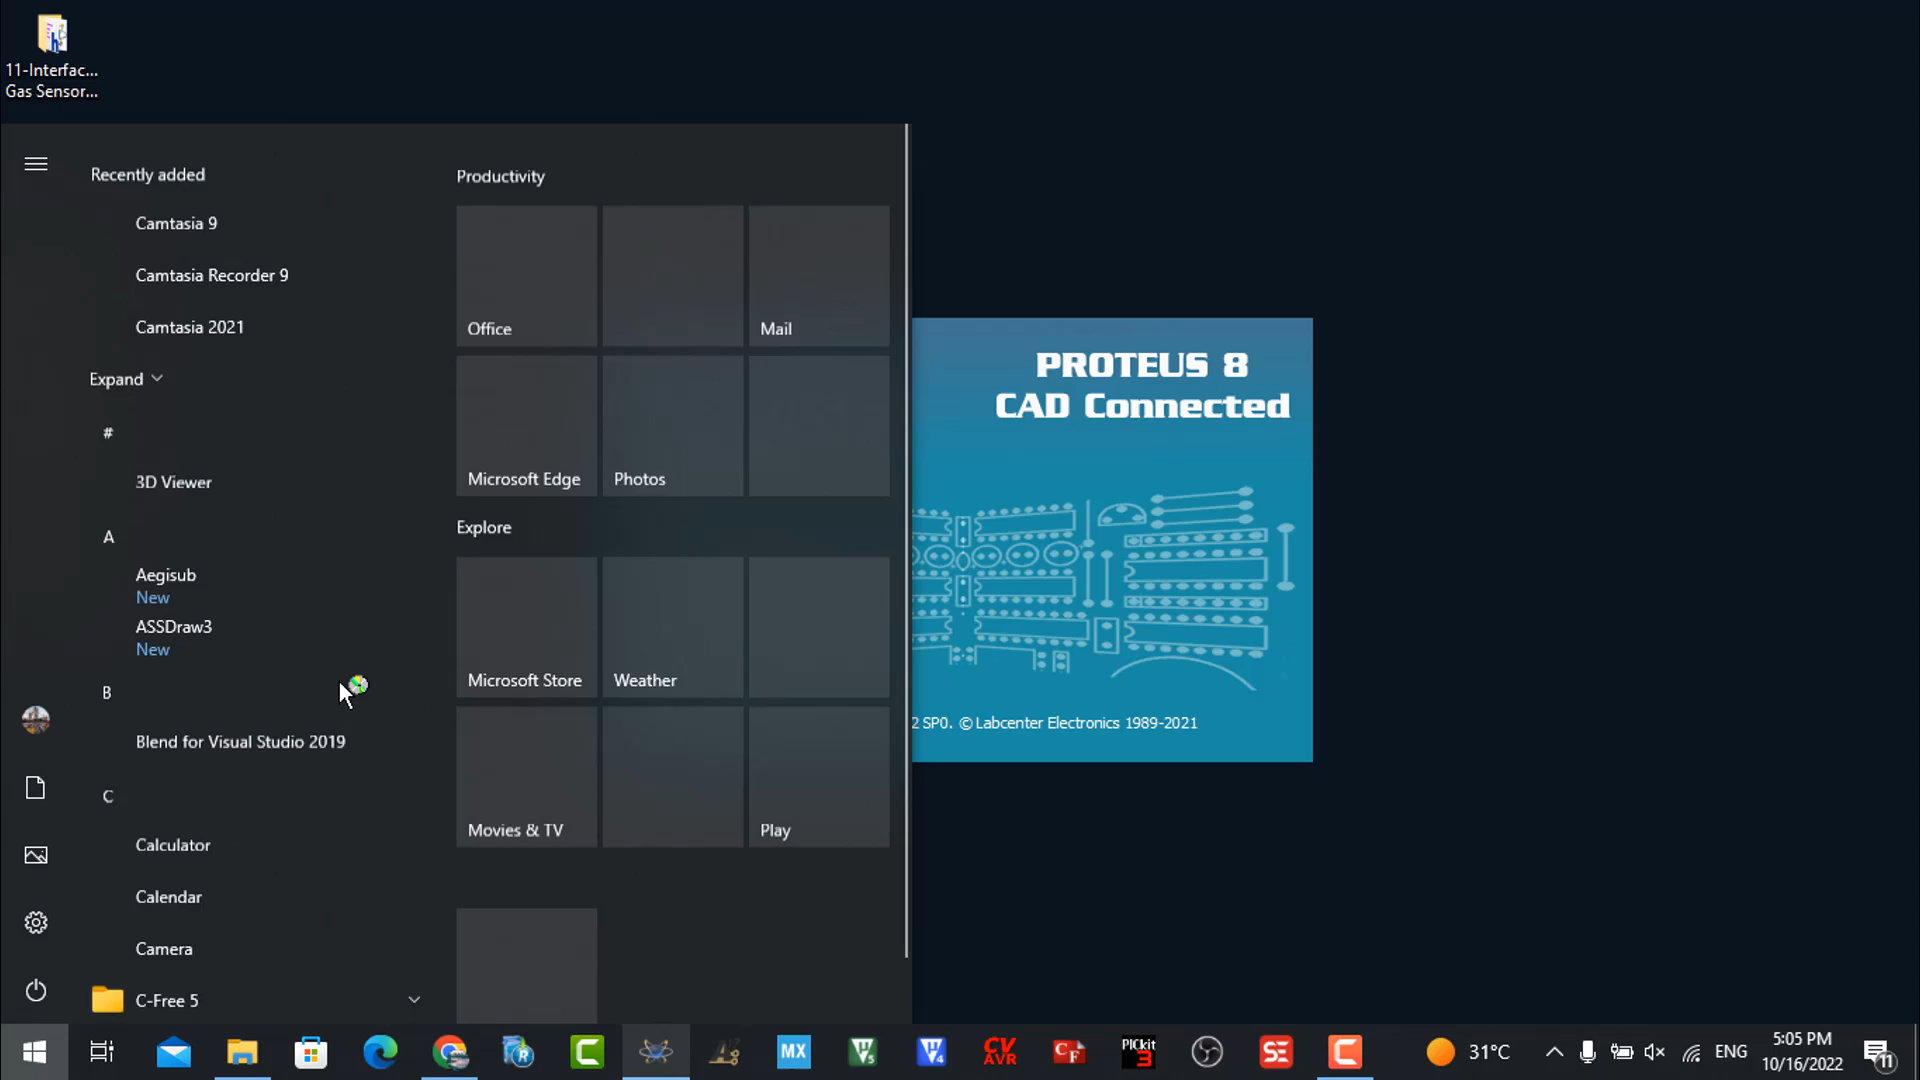 11-Interfac...
Gas Sensor...
Recently added
Camtasia 9
Camtasia Recorder 9
Camtasia 2021
Expand
#
3D Viewer
A
Aegisub
New
ASSDraw3
New
B
Blend for Visual Studio 2019
C
Calculator
Calendar
Camera
C-Free 5
Productivity
Office
Mail
Microsoft Edge
Photos
Explore
Microsoft Store
Weather
Movies & TV
Play
PROTEUS 8
CAD Connected
2 SP0. © Labcenter Electronics 1989-2021
MX
CV
AVR
CF
PICkit
3
SE
31°C
ENG
5:05 PM
10/16/2022
11